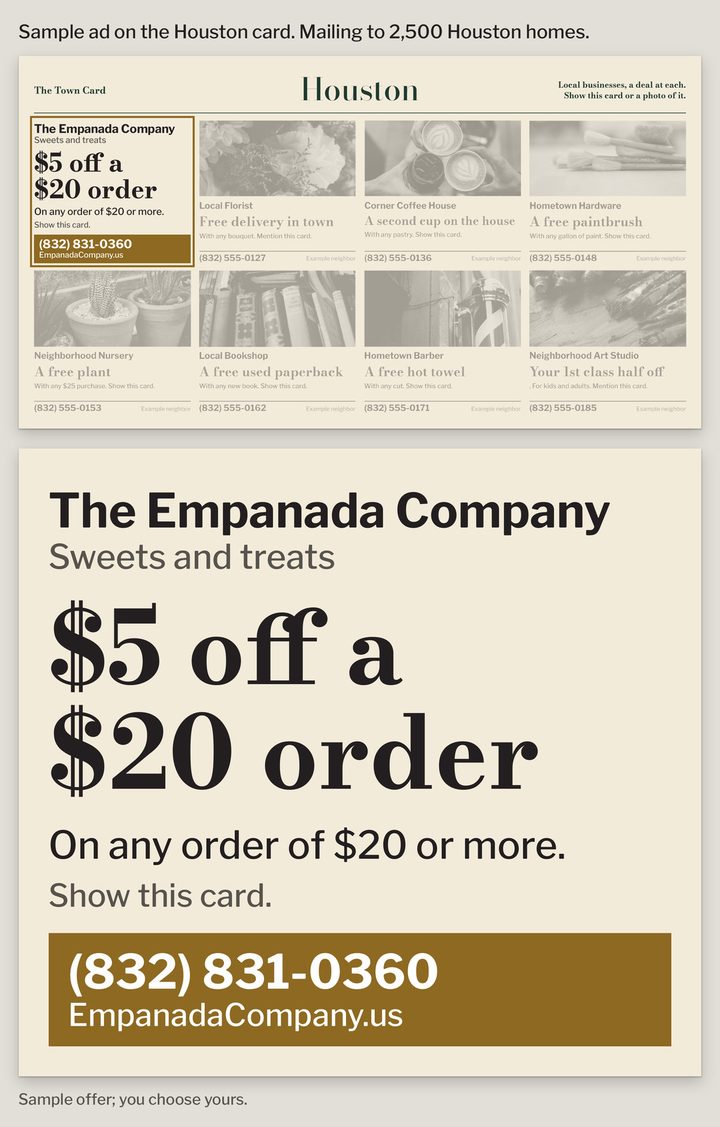 Sample ad on the Houston card. Mailing to 2,500 Houston homes.
The Town Card
Houston
Local businesses, a deal at each.
Show this card or a photo of it.
The Empanada Company
Sweets and treats
$5 off a
$20 order
On any order of $20 or more.
Show this card.
(832) 831-0360
EmpanadaCompany.us
Local Florist
Free delivery in town
With any bouquet. Mention this card.
(832) 555-0127
Example neighbor
Corner Coffee House
A second cup on the house
With any pastry. Show this card.
(832) 555-0136
Example neighbor
Hometown Hardware
A free paintbrush
With any gallon of paint. Show this card.
(832) 555-0148
Example neighbor
Neighborhood Nursery
A free plant
With any $25 purchase. Show this card.
(832) 555-0153
Example neighbor
Local Bookshop
A free used paperback
With any new book. Show this card.
(832) 555-0162
Example neighbor
Hometown Barber
A free hot towel
With any cut. Show this card.
(832) 555-0171
Example neighbor
Neighborhood Art Studio
Your 1st class half off
For kids and adults. Mention this card.
(832) 555-0185
Example neighbor
The Empanada Company
Sweets and treats
$5 off a
$20 order
On any order of $20 or more.
Show this card.
(832) 831-0360
EmpanadaCompany.us
Sample offer; you choose yours.